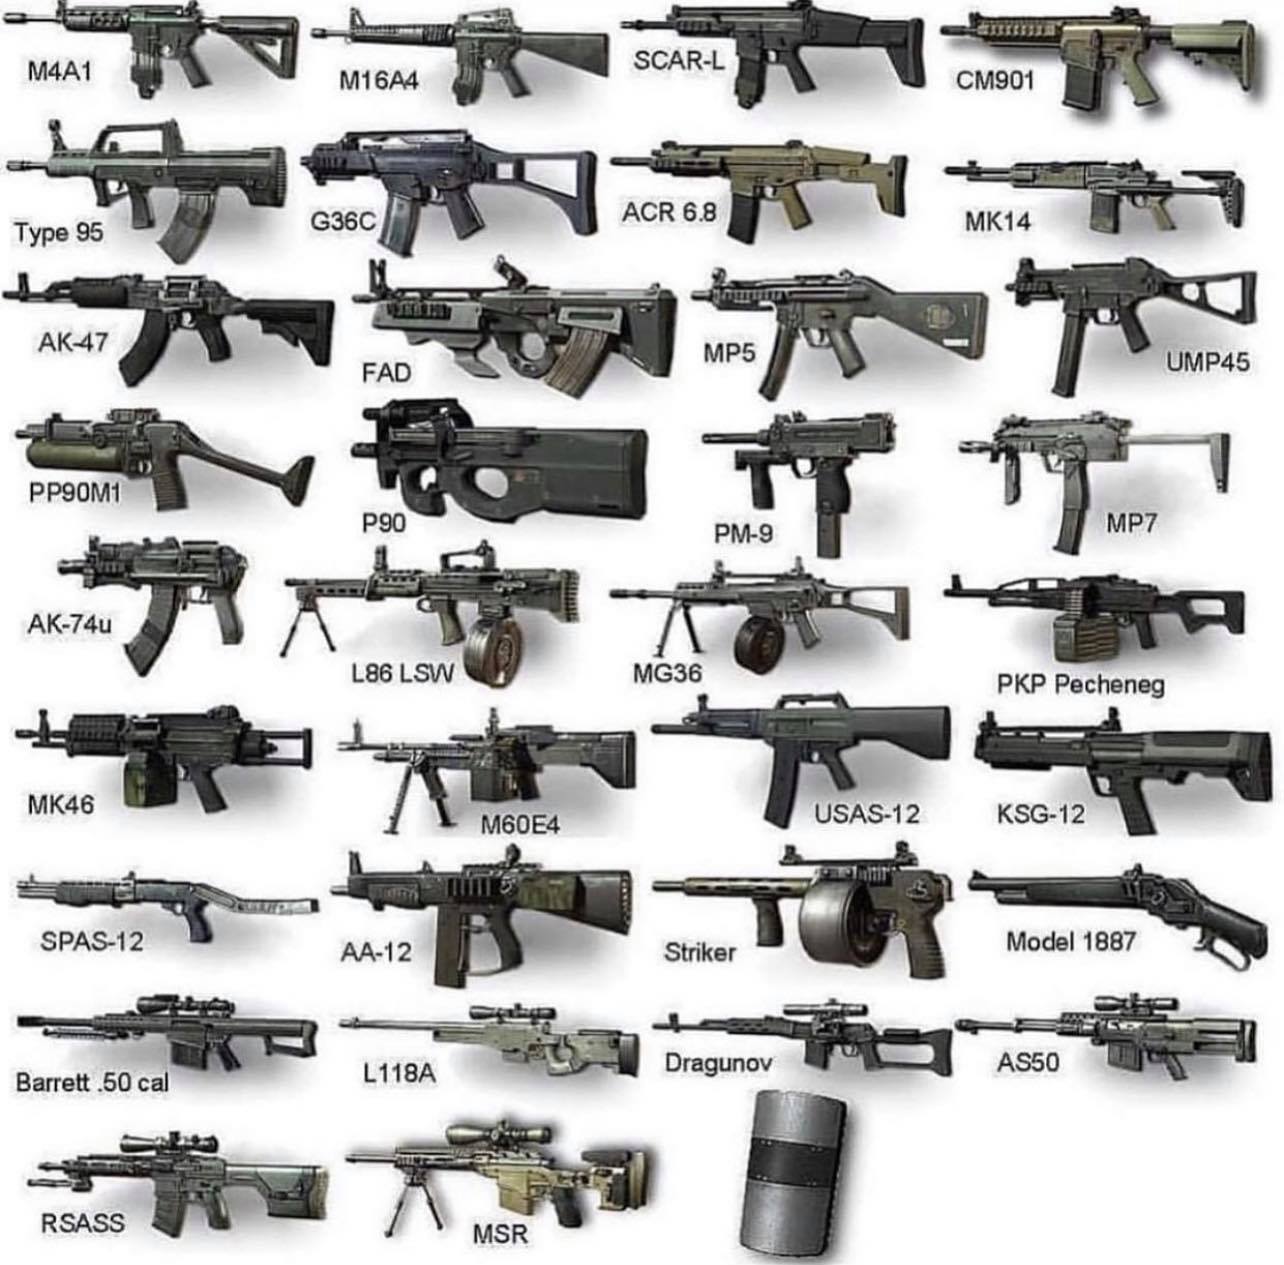 M4A1
M16A4
SCAR-L
CM901
Type 95
G36C
ACR 6.8
MK14
AK-47
FAD
MP5
UMP45
PP90M1
P90
PM-9
MP7
AK-74u
L86 LSW
MG36
PKP Pecheneg
MK46
M60E4
USAS-12
KSG-12
SPAS-12
AA-12
Striker
Model 1887
Barrett .50 cal
L118A
Dragunov
AS50
RSASS
MSR